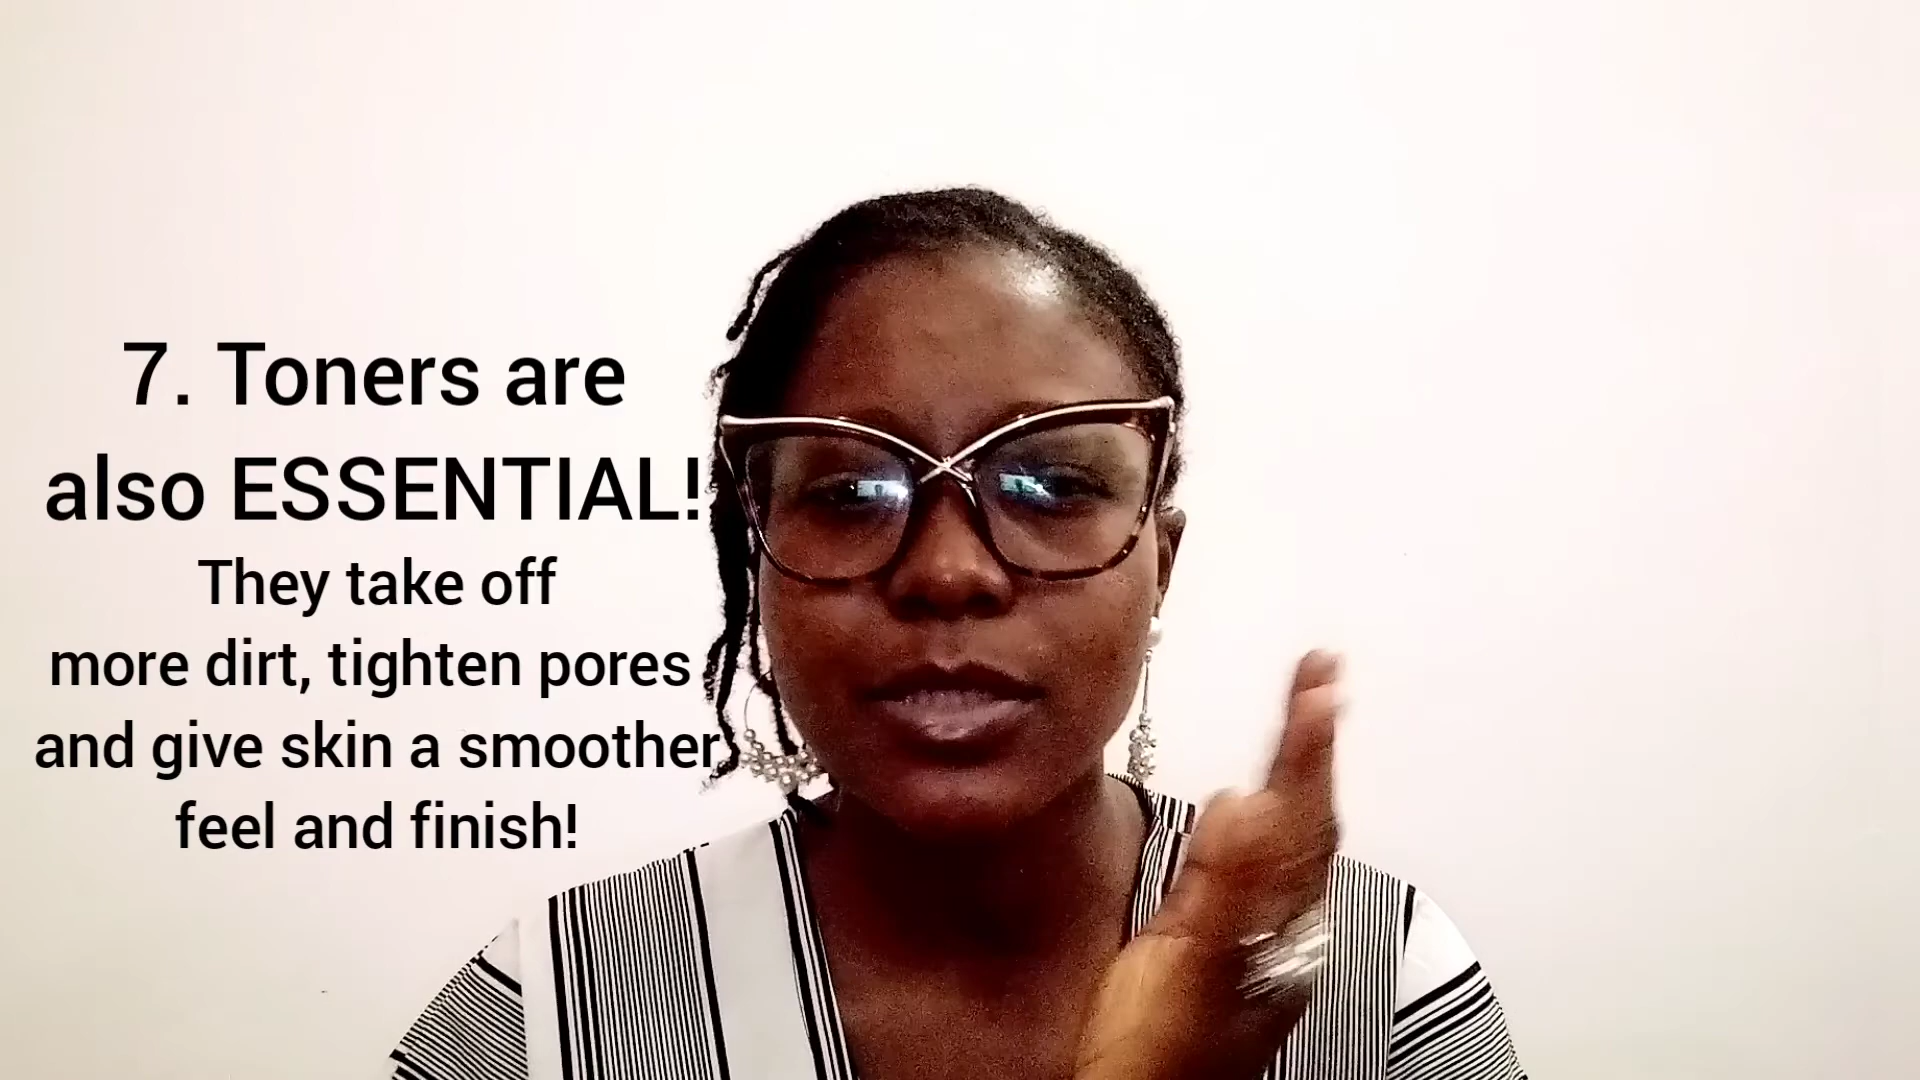 7. Toners are
also ESSENTIAL!
They take off
more dirt, tighten pores
and give skin a smoother
feel and finish!